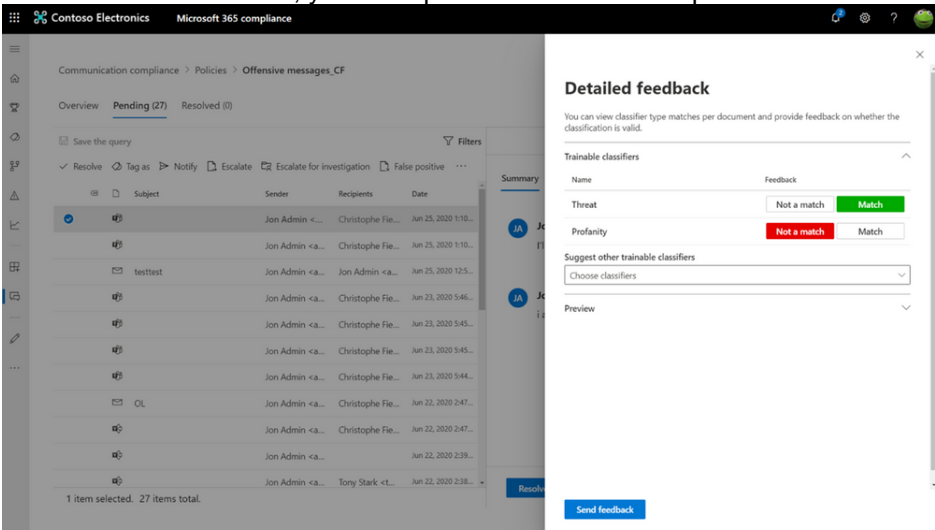 Contoso Electronics Microsoft 365 compliance 2 ?
Communication compliance > Policies > Offensive messages_CF
Overview Pending (27) Resolved (0)
Save the query Filters
Resolve Tag as Notify Escalate Escalate for investigation False positive ...
Subject Sender Recipients Date
Jon Admin <... Christophe Fie... Jun 25, 2020 1:10...
Jon Admin <a... Christophe Fie... Jun 25, 2020 1:10...
testtest Jon Admin <a... Jon Admin <a... Jun 25, 2020 12:5...
Jon Admin <a... Christophe Fie... Jun 23, 2020 5:46...
Jon Admin <a... Christophe Fie... Jun 23, 2020 5:45...
Jon Admin <a... Christophe Fie... Jun 23, 2020 5:45...
Jon Admin <a... Christophe Fie... Jun 23, 2020 5:44...
OL Jon Admin <a... Christophe Fie... Jun 22, 2020 2:47...
Jon Admin <a... Christophe Fie... Jun 22, 2020 2:47...
Jon Admin <a... Jun 22, 2020 2:39...
Jon Admin <a... Tony Stark <t... Jun 22, 2020 2:38...
1 item selected. 27 items total.
Summary
JA Jo
I'll
JA Jo
i a
Resolve
Detailed feedback
You can view classifier type matches per document and provide feedback on whether the
classification is valid.
Trainable classifiers
Name Feedback
Threat Not a match Match
Profanity Not a match Match
Suggest other trainable classifiers
Choose classifiers
Preview
Send feedback